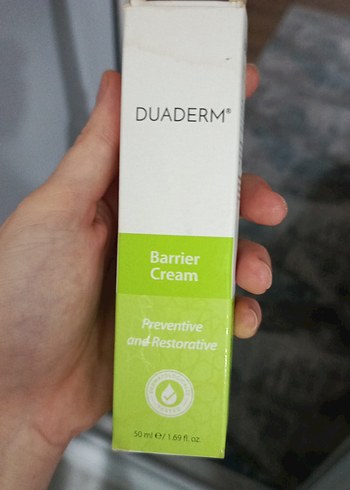 DUADERM®
Barrier
Cream
Preventive
and Restorative
50 ml ℮/ 1.69 fl. oz.